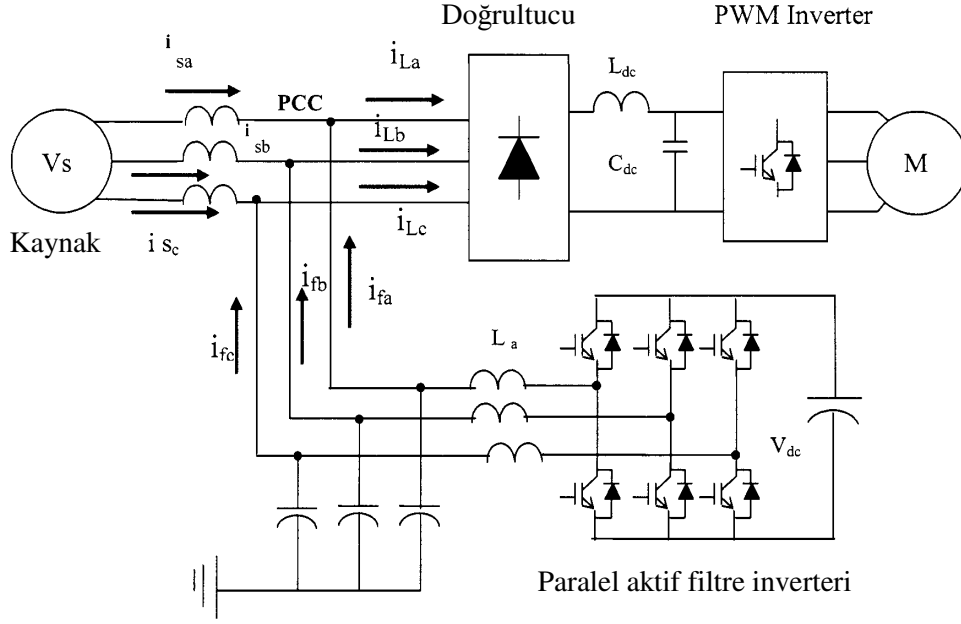 Doğrultucu
PWM Inverter
i sa
i La
L dc
PCC
i sb
i Lb
Vs
C dc
M
i Lc
Kaynak
i s c
i fb
i fa
i fc
L a
V dc
Paralel aktif filtre inverteri